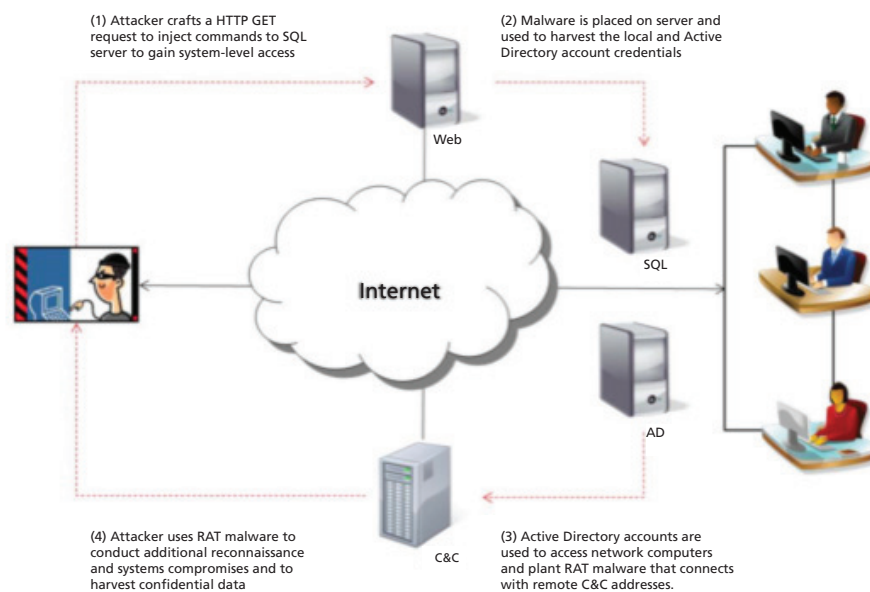 (1) Attacker crafts a HTTP GET
request to inject commands to SQL
server to gain system-level access
(2) Malware is placed on server and
used to harvest the local and Active
Directory account credentials
Web
SQL
Internet
AD
C&C
(4) Attacker uses RAT malware to
conduct additional reconnaissance
and systems compromises and to
harvest confidential data
(3) Active Directory accounts are
used to access network computers
and plant RAT malware that connects
with remote C&C addresses.